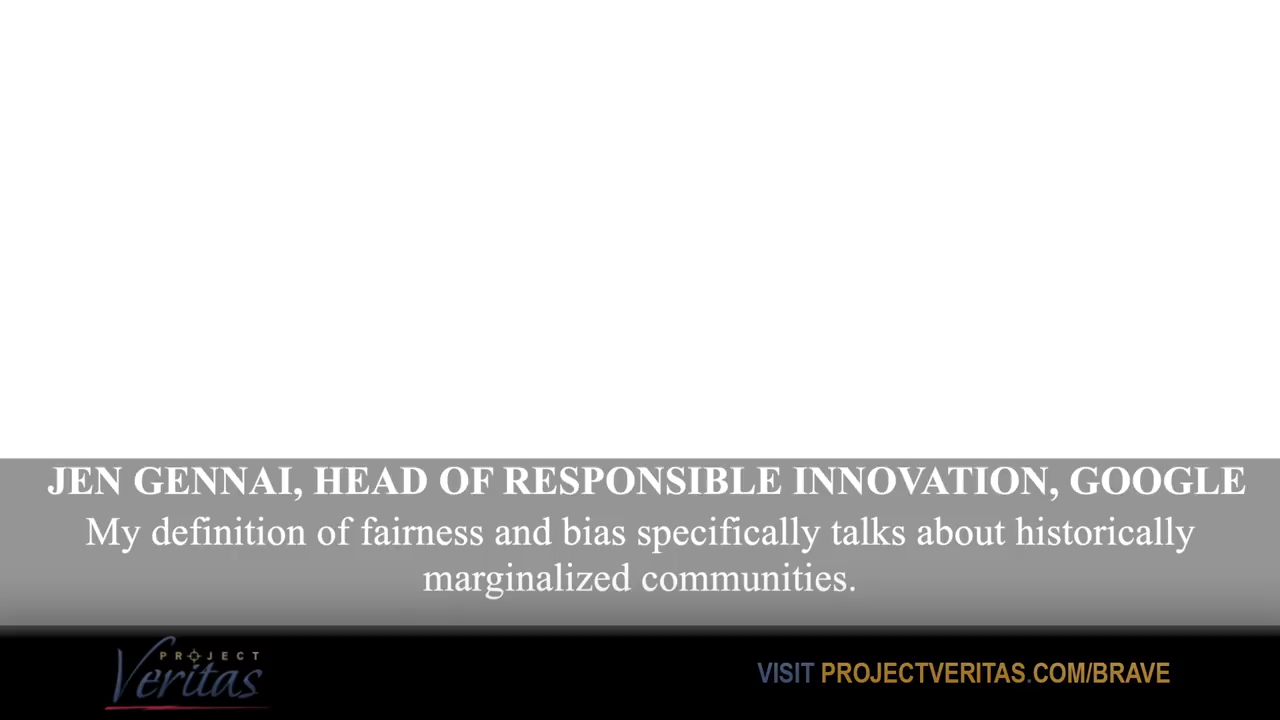 JEN GENNAI, HEAD OF RESPONSIBLE INNOVATION, GOOGLE
My definition of fairness and bias specifically talks about historically
marginalized communities.
PROJECT
Veritas
VISIT PROJECTVERITAS.COM/BRAVE